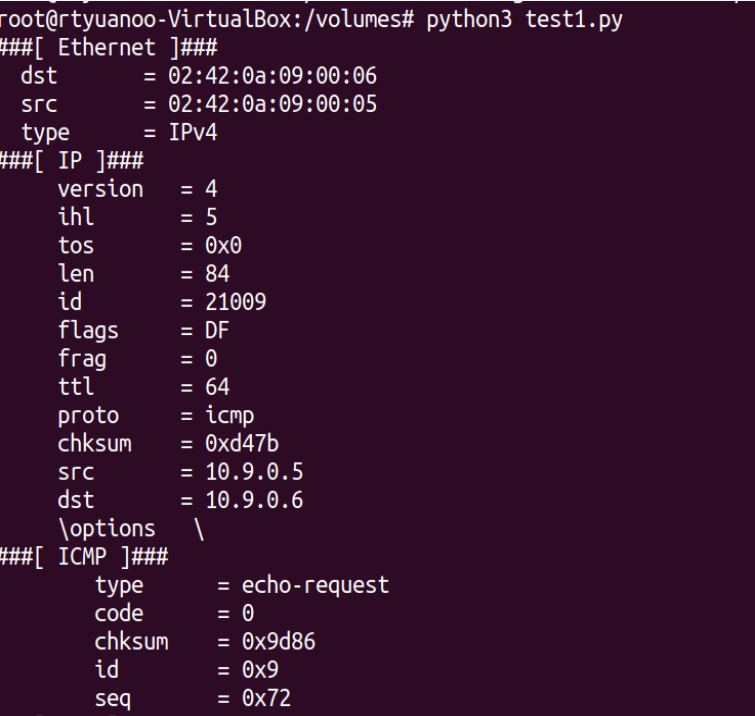 root@rtyuanoo-VirtualBox:/volumes# python3 test1.py
###[ Ethernet ]###
  dst       = 02:42:0a:09:00:06
  src       = 02:42:0a:09:00:05
  type      = IPv4
###[ IP ]###
     version   = 4
     ihl       = 5
     tos       = 0x0
     len       = 84
     id        = 21009
     flags     = DF
     frag      = 0
     ttl       = 64
     proto     = icmp
     chksum    = 0xd47b
     src       = 10.9.0.5
     dst       = 10.9.0.6
     \options   \
###[ ICMP ]###
        type      = echo-request
        code      = 0
        chksum    = 0x9d86
        id        = 0x9
        seq       = 0x72